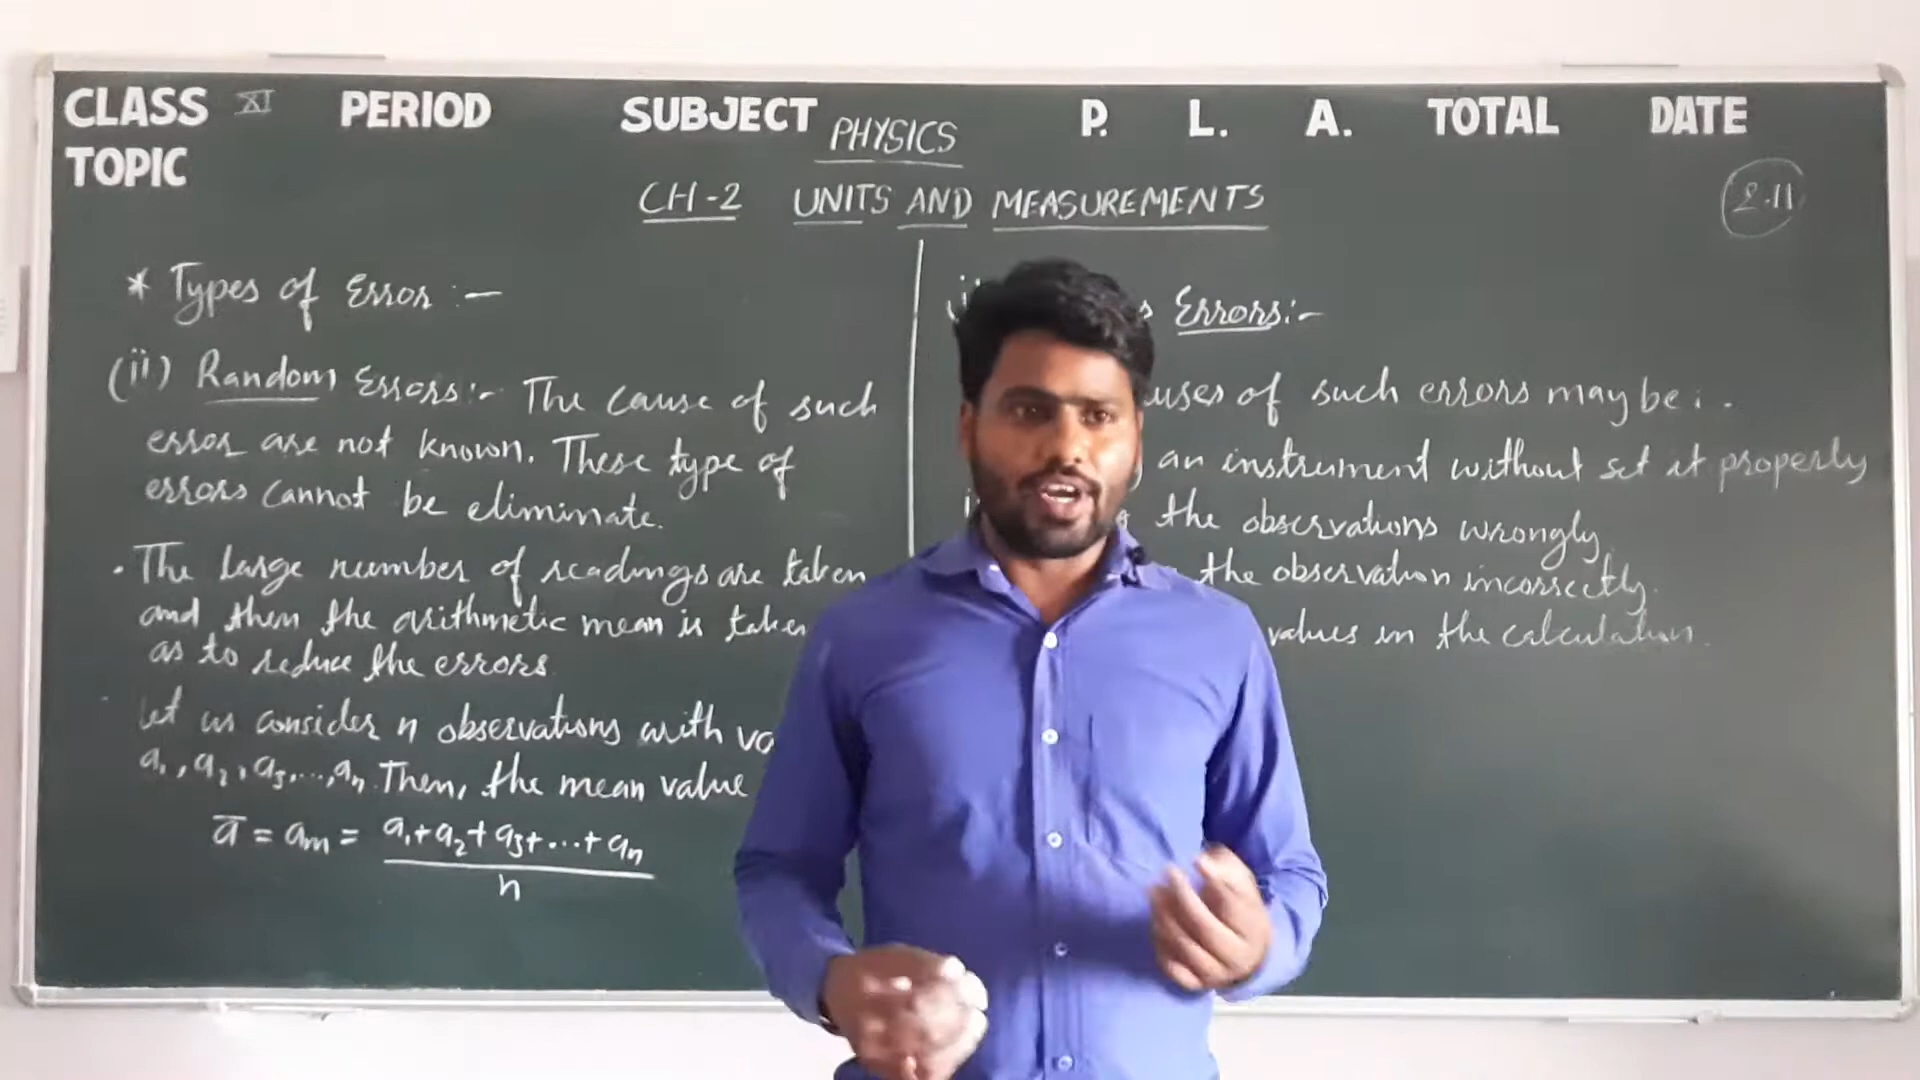 CLASS XI PERIOD SUBJECT PHYSICS P. L. A. TOTAL DATE
TOPIC
CH-2 UNITS AND MEASUREMENTS
2.11
* Types of Error :-
(ii) Random Errors:- The cause of such
error are not known. These type of
errors cannot be eliminate.
. The large number of readings are taken
and then the arithmetic mean is taken
as to reduce the errors
Let us consider n observations with
a₁, a₂, a₃, ..., aₙ. Then, the mean value
a̅ = aₘ = a₁+a₂+a₃+...+aₙ
n
Errors:-
of such errors may be:.
an instrument without set it properly
the observations wrongly
the observation incorrectly.
values in the calculation.